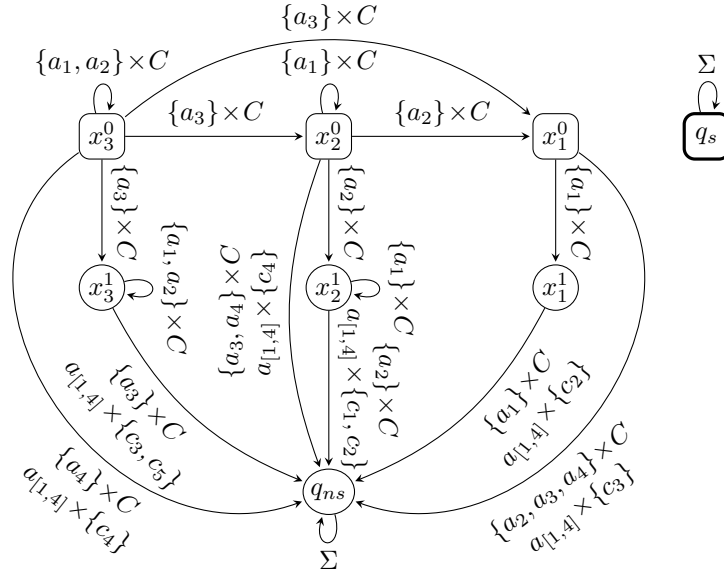 {a_3}×C
{a_1, a_2}×C
{a_1}×C
Σ
{a_3}×C
{a_2}×C
x_3^0
x_2^0
x_1^0
q_s
{a_3}×C
{a_2}×C
{a_1}×C
{a_1, a_2}×C
{a_1}×C
x_3^1
x_2^1
x_1^1
{a_3, a_4}×C
a_{[1,4]}×{c_4}
{a_2}×C
a_{[1,4]}×{c_1, c_2}
{a_3}×C
a_{[1,4]}×{c_3, c_5}
{a_1}×C
a_{[1,4]}×{c_2}
{a_4}×C
a_{[1,4]}×{c_4}
{a_2, a_3, a_4}×C
a_{[1,4]}×{c_3}
q_{ns}
Σ